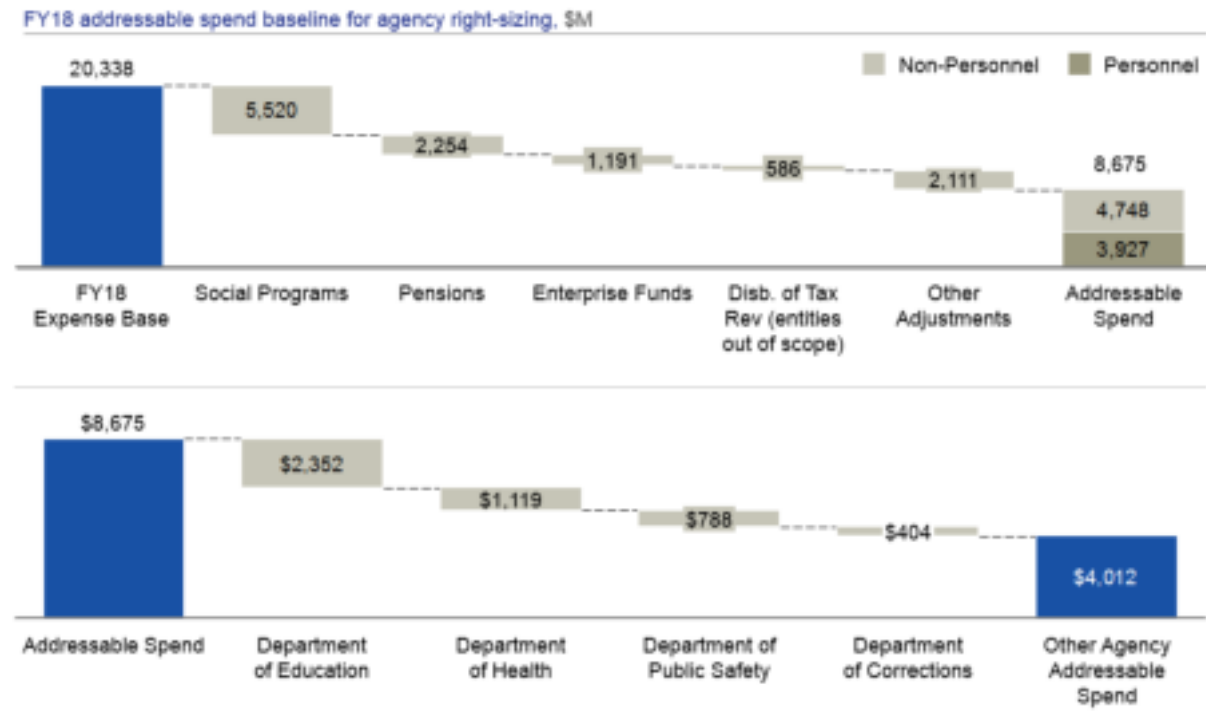 FY18 addressable spend baseline for agency right-sizing, $M
Non-Personnel Personnel
20,338
5,520
2,254
1,191
586
2,111
8,675
4,748
3,927
FY18
Expense Base
Social Programs
Pensions
Enterprise Funds
Disb. of Tax
Rev (entities
out of scope)
Other
Adjustments
Addressable
Spend
$8,675
$2,352
$1,119
$788
$404
$4,012
Addressable Spend
Department
of Education
Department
of Health
Department of
Public Safety
Department
of Corrections
Other Agency
Addressable
Spend